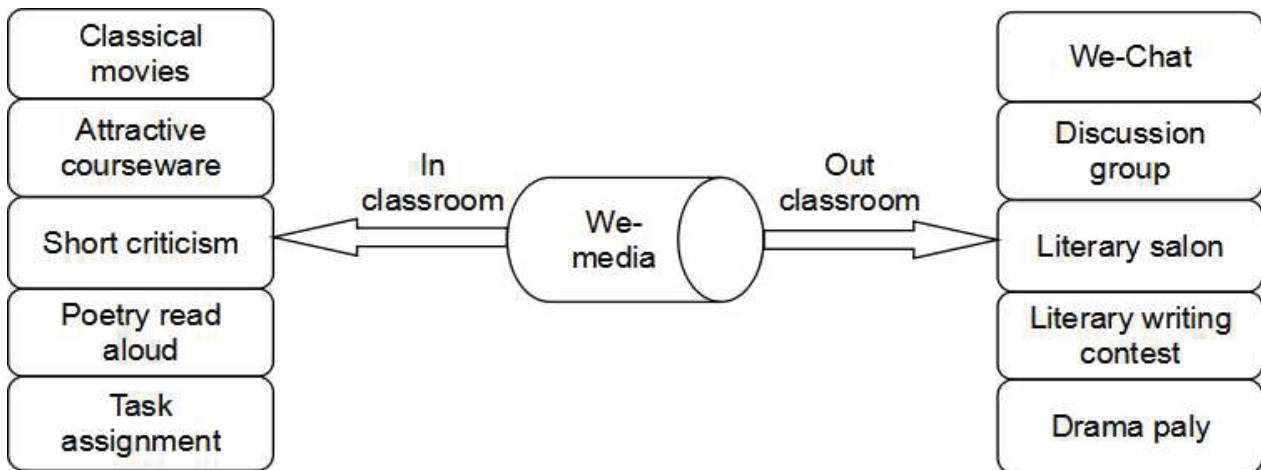 Classical
movies
Attractive
courseware
Short criticism
Poetry read
aloud
Task
assignment
In
classroom
We-
media
Out
classroom
We-Chat
Discussion
group
Literary salon
Literary writing
contest
Drama paly